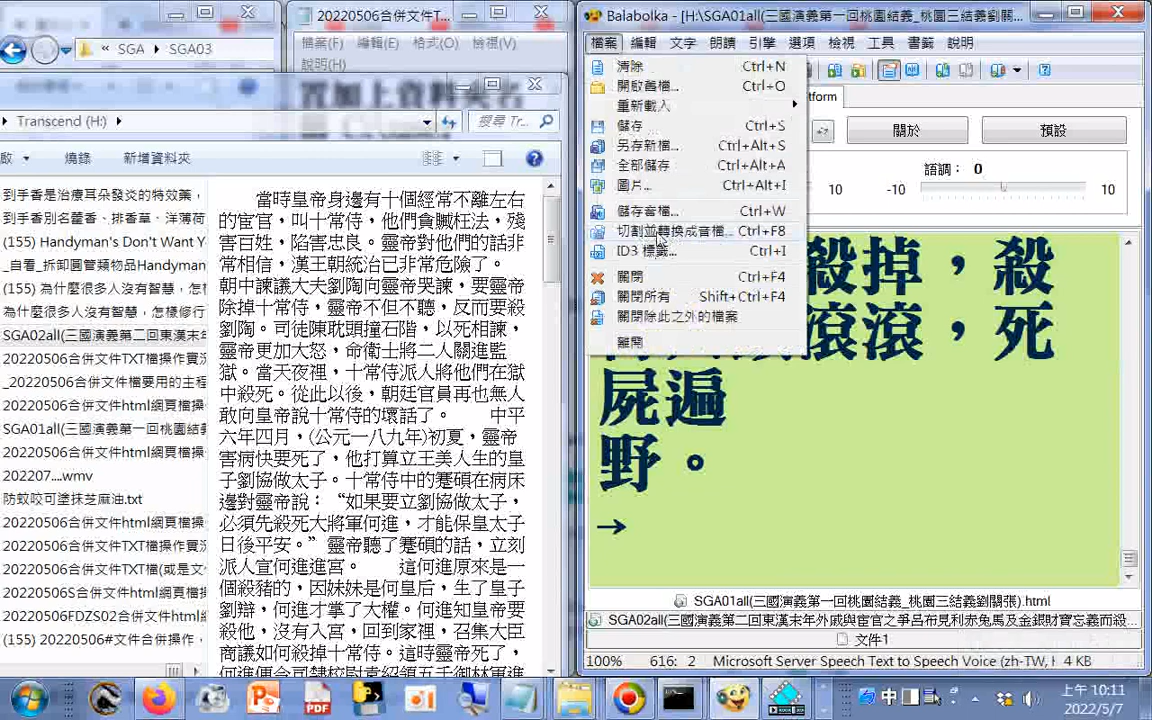 SGA
SGA03
20220506合併文件T...
檔案(F) 編輯(E) 格式(O) 檢視(V)
說明(H)
置加上資料夾名
Transcend (H:)
搜尋 Tr...
燒錄 新增資料夾
到手香是治療耳朵發炎的特效藥，
到手香別名藿香、排香草、洋薄荷
(155) Handyman's Don't Want Y
_自看_拆卸圓管類物品Handyman
(155) 為什麼很多人沒有智慧，怎
為什麼很多人沒有智慧，怎樣修行
SGA02all(三國演義第二回東漢末
20220506合併文件TXT檔操作實況
_20220506合併文件檔要用的主程
20220506合併文件html網頁檔操
SGA01all(三國演義第一回桃園結義
20220506合併文件html網頁檔操
202207....wmv
防蚊咬可塗抹芝麻油.txt
20220506合併文件html網頁檔操
20220506合併文件TXT檔操作實況
20220506合併文件TXT檔(或是文
20220506S合併文件html網頁檔操
20220506FDZS02合併文件html網
(155) 20220506#文件合併操作，
當時皇帝身邊有十個經常不離左右
的宦官，叫十常侍，他們貪贓枉法，殘
害百姓，陷害忠良。靈帝對他們的話非
常相信，漢王朝統治已非常危險了。
朝中諫議大夫劉陶向靈帝哭諫，要靈帝
除掉十常侍，靈帝不但不聽，反而要殺
劉陶。司徒陳耽頭撞石階，以死相諫，
靈帝更加大怒，命衛士將二人關進監
獄。當天夜裡，十常侍派人將他們在獄
中殺死。從此以後，朝廷官員再也無人
敢向皇帝說十常侍的壞話了。 中平
六年四月，(公元一八九年)初夏，靈帝
害病快要死了，他打算立王美人生的皇
子劉協做太子。十常侍中的蹇碩在病床
邊對靈帝說：“如果要立劉協做太子，
必須先殺死大將軍何進，才能保皇太子
日後平安。”靈帝聽了蹇碩的話，立刻
派人宣何進進宮。 這何進原來是一
個殺豬的，因妹妹是何皇后，生了皇子
劉辯，何進才掌了大權。何進知皇帝要
殺他，沒有入宮，回到家裡，召集大臣
商議如何殺掉十常侍。這時靈帝死了，
何進便命司隸校尉袁紹領五千御林軍進
Balabolka - [H:\SGA01all(三國演義第一回桃園結義_桃園三結義劉關...
檔案 編輯 文字 朗讀 引擎 選項 檢視 工具 書籤 說明
清除 Ctrl+N
開啟舊檔... Ctrl+O
重新載入
儲存 Ctrl+S
另存新檔... Ctrl+Alt+S
全部儲存 Ctrl+Alt+A
圖片... Ctrl+Alt+I
儲存音檔... Ctrl+W
切割並轉換成音檔... Ctrl+F8
ID3 標籤... Ctrl+I
關閉 Ctrl+F4
關閉所有 Shift+Ctrl+F4
關閉除此之外的檔案
離開
tform
關於 預設
語調： 0
10 -10 10
殺掉，殺
滾滾，死
屍遍
野。
→
SGA01all(三國演義第一回桃園結義_桃園三結義劉關張).html
SGA02all(三國演義第二回東漢末年外戚與宦官之爭呂布見利赤兔馬及金銀財寶忘義而殺...
文件1
100% 616: 2 Microsoft Server Speech Text to Speech Voice (zh-TW, H 4 KB
中
上午 10:11
2022/5/7